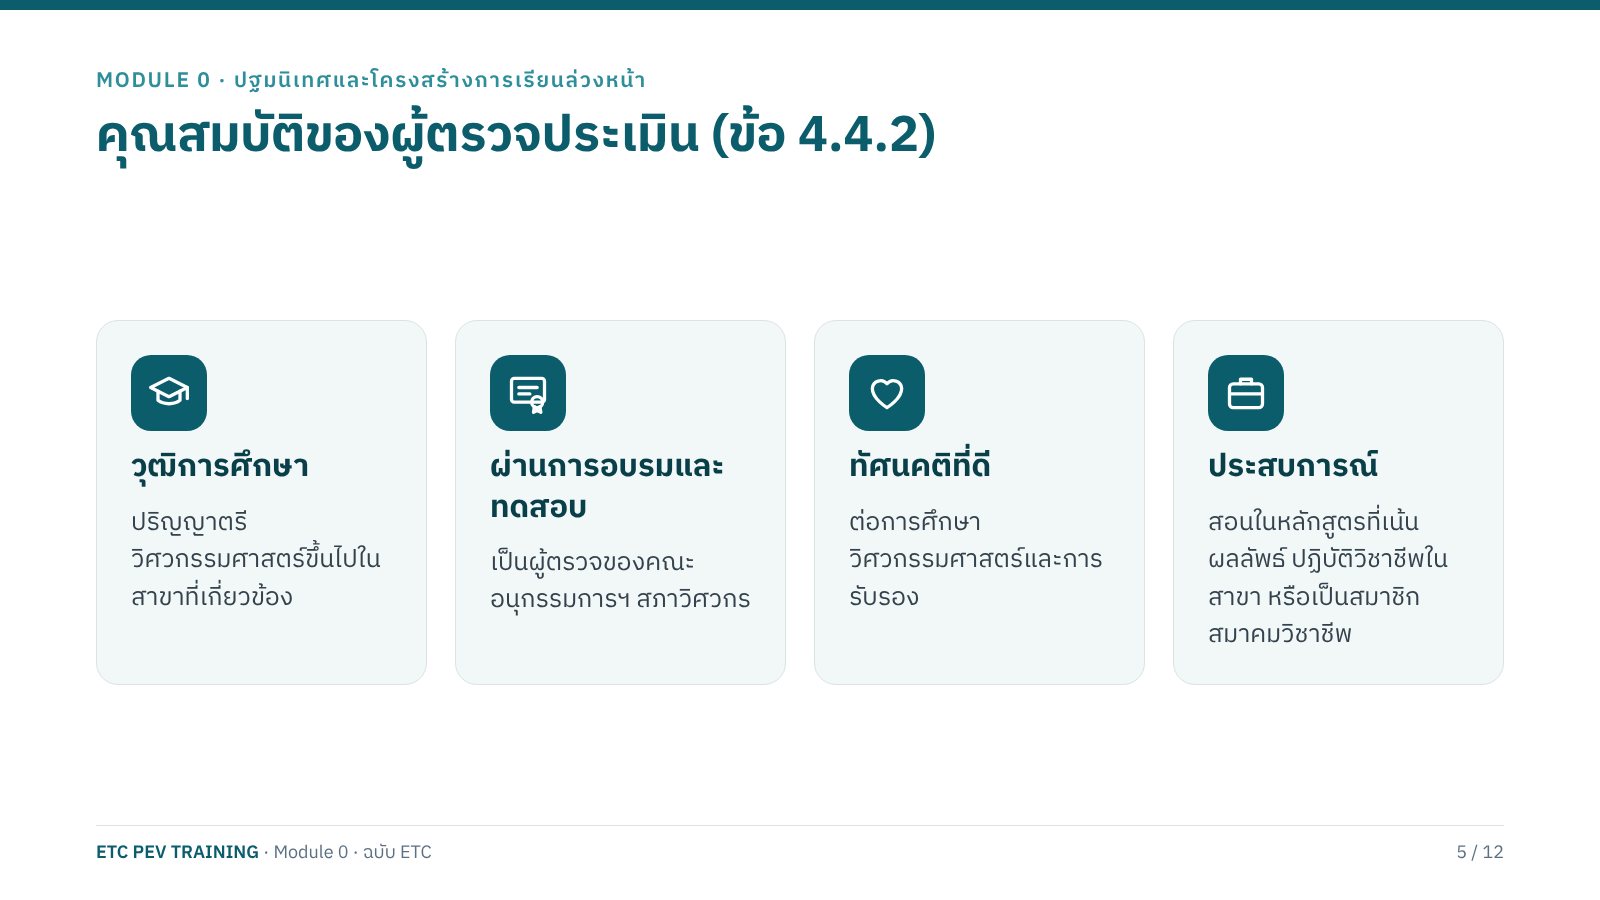 MODULE 0 · ปฐมนิเทศและโครงสร้างการเรียนล่วงหน้า
คุณสมบัติของผู้ตรวจประเมิน (ข้อ 4.4.2)
วุฒิการศึกษา
ปริญญาตรี
วิศวกรรมศาสตร์ขึ้นไปใน
สาขาที่เกี่ยวข้อง
ผ่านการอบรมและ
ทดสอบ
เป็นผู้ตรวจของคณะ
อนุกรรมการฯ สภาวิศวกร
ทัศนคติที่ดี
ต่อการศึกษา
วิศวกรรมศาสตร์และการ
รับรอง
ประสบการณ์
สอนในหลักสูตรที่เน้น
ผลลัพธ์ ปฏิบัติวิชาชีพใน
สาขา หรือเป็นสมาชิก
สมาคมวิชาชีพ
ETC PEV TRAINING · Module 0 · ฉบับ ETC
5 / 12